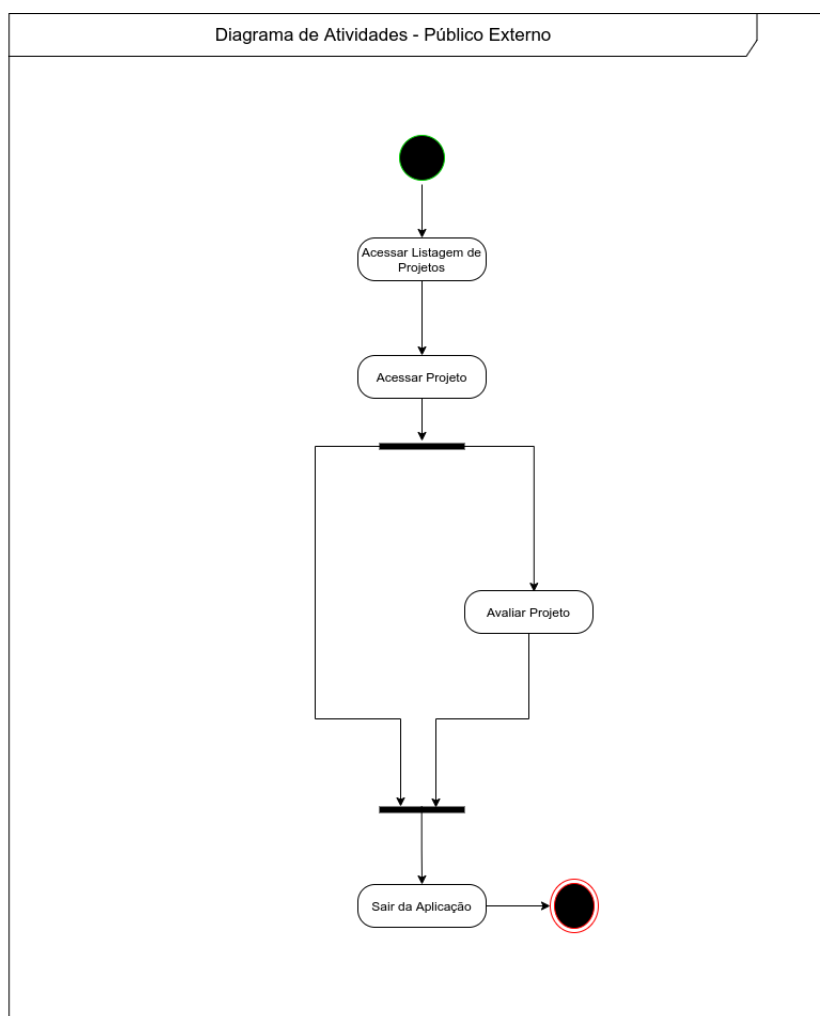 Diagrama de Atividades - Público Externo
Acessar Listagem de
Projetos
Acessar Projeto
Avaliar Projeto
Sair da Aplicação